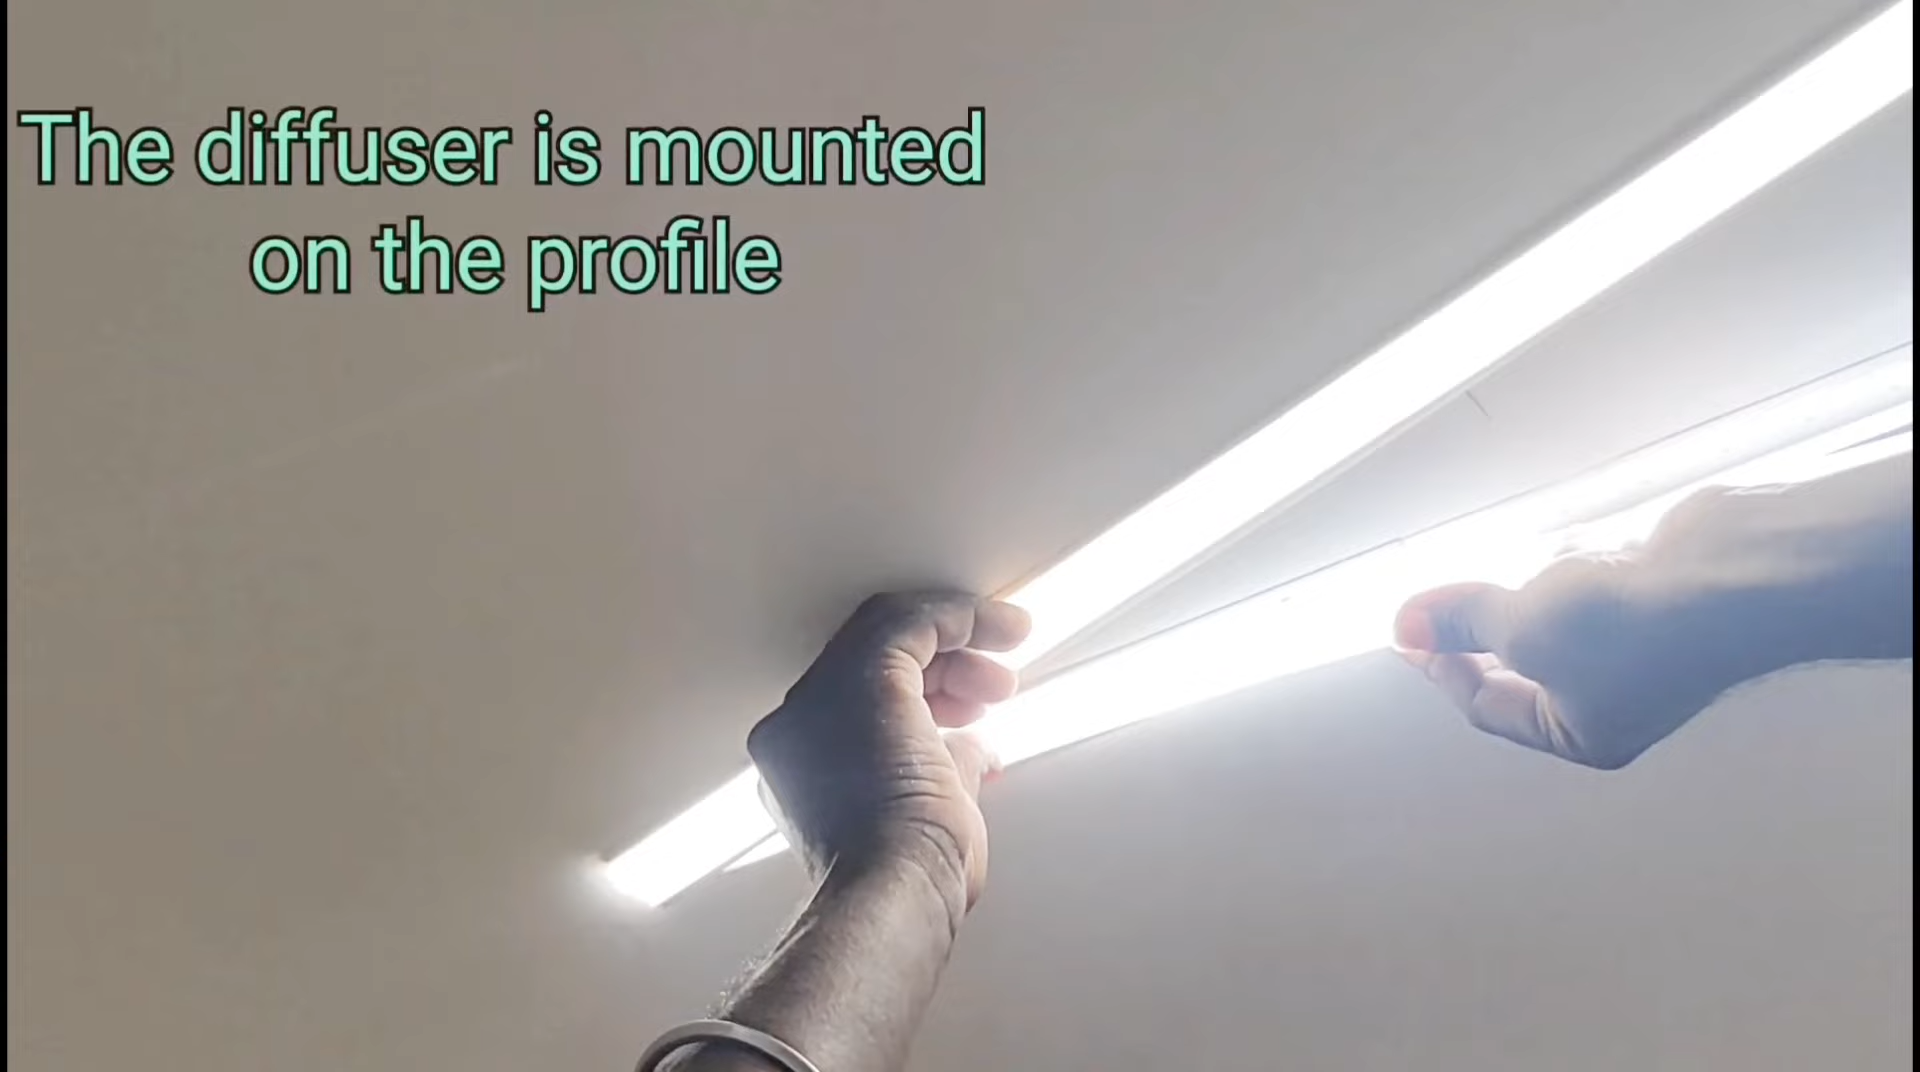 The diffuser is mounted
on the profile